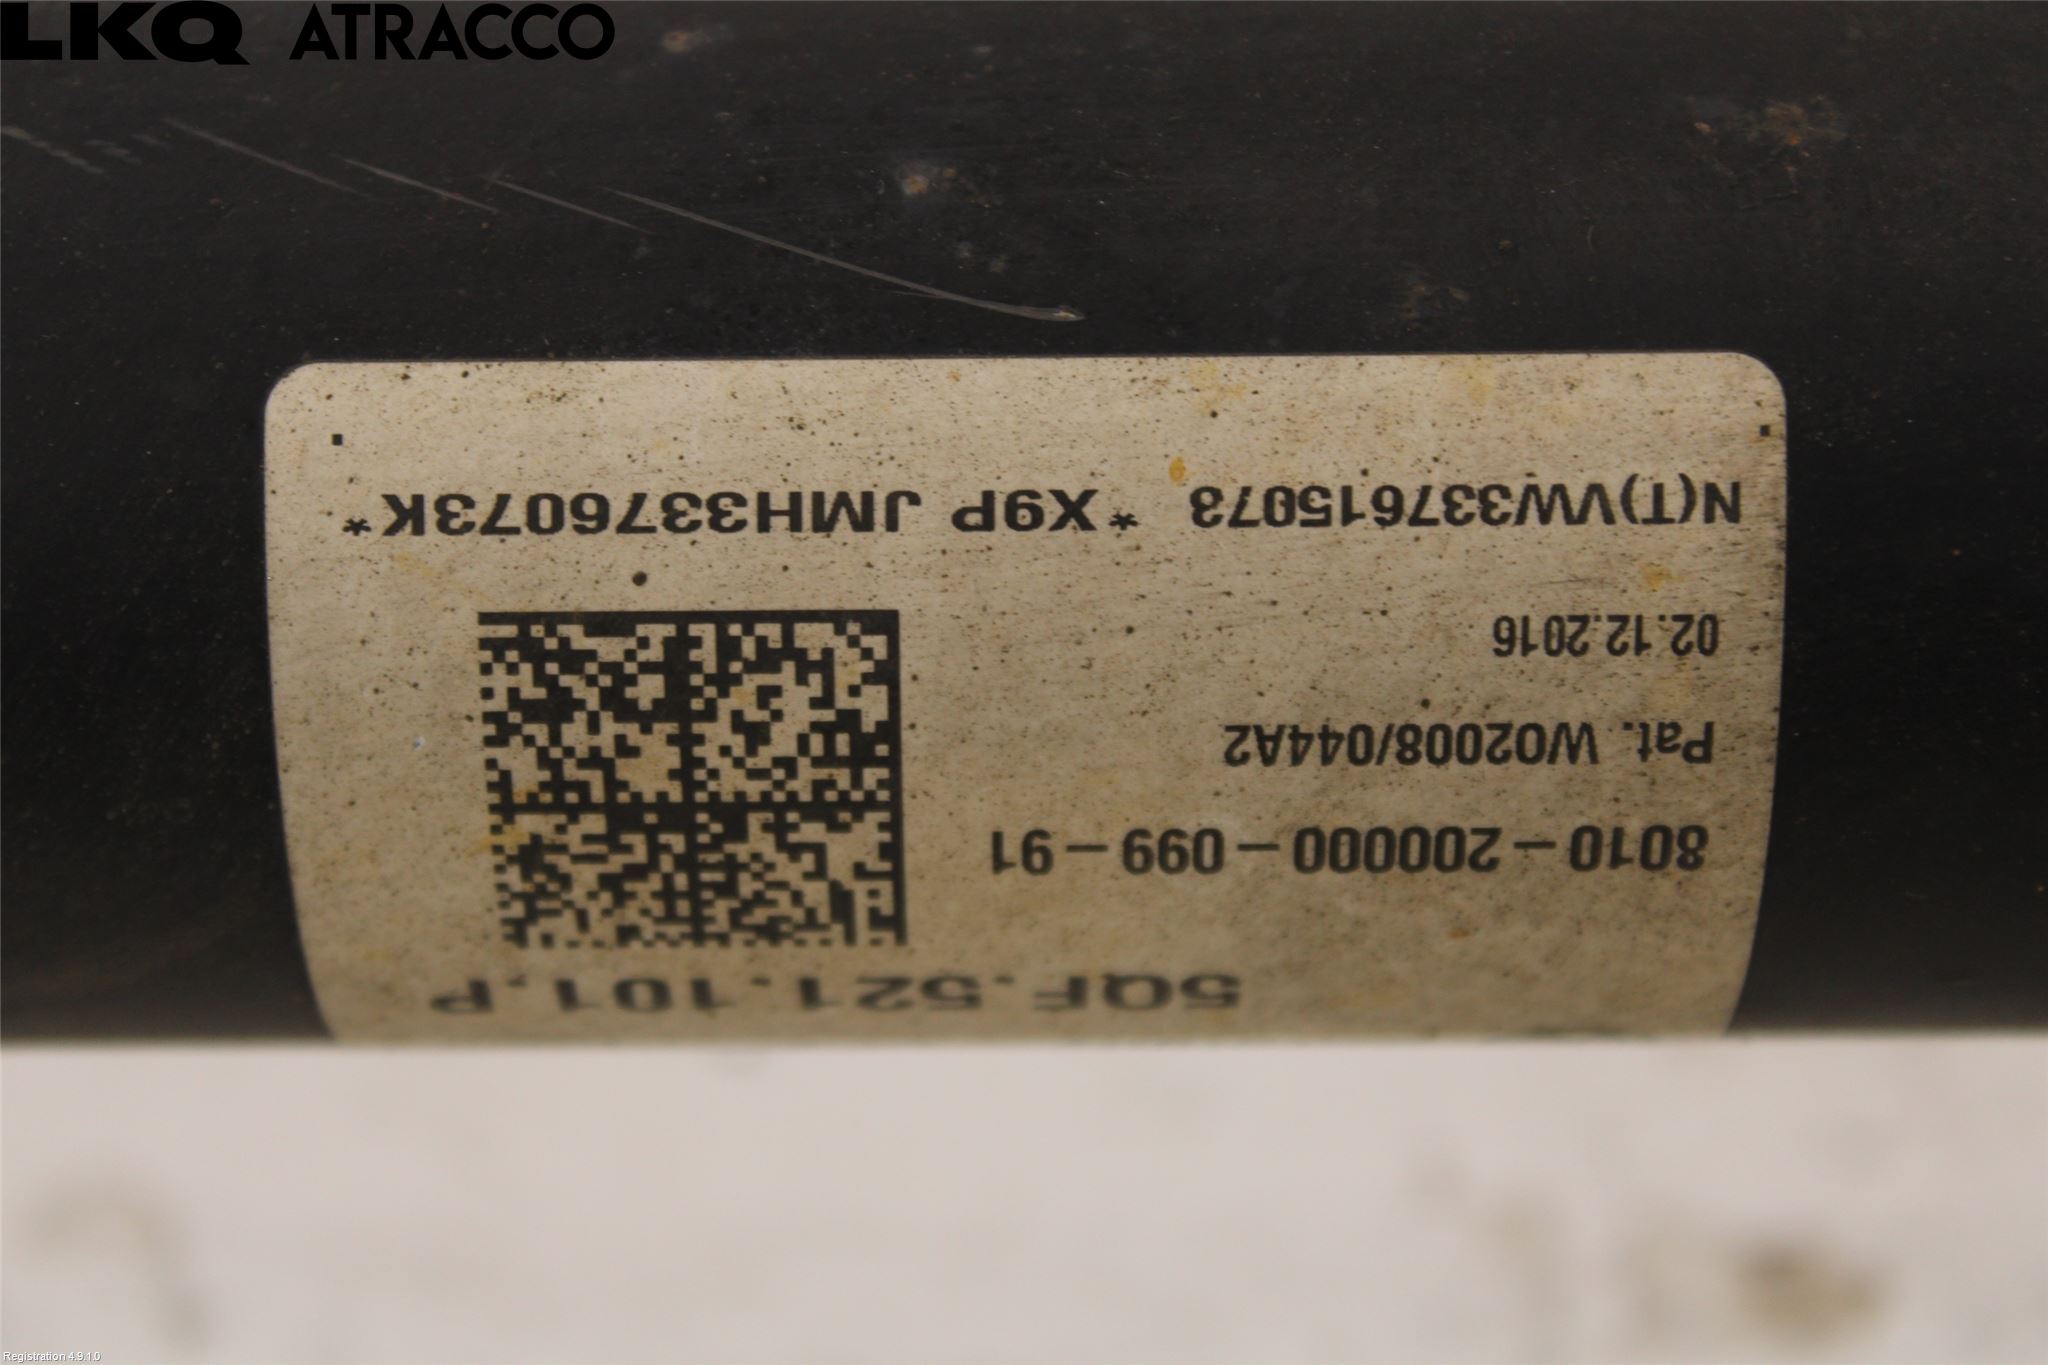 LKQ ATRACCO
5QF.521.101.P
8010-200000-099-91
Pat. WO2008/044A2
02.12.2016
N(T)VW337615073 *X9P JMH3376073K*
Registration 4.9.1.0